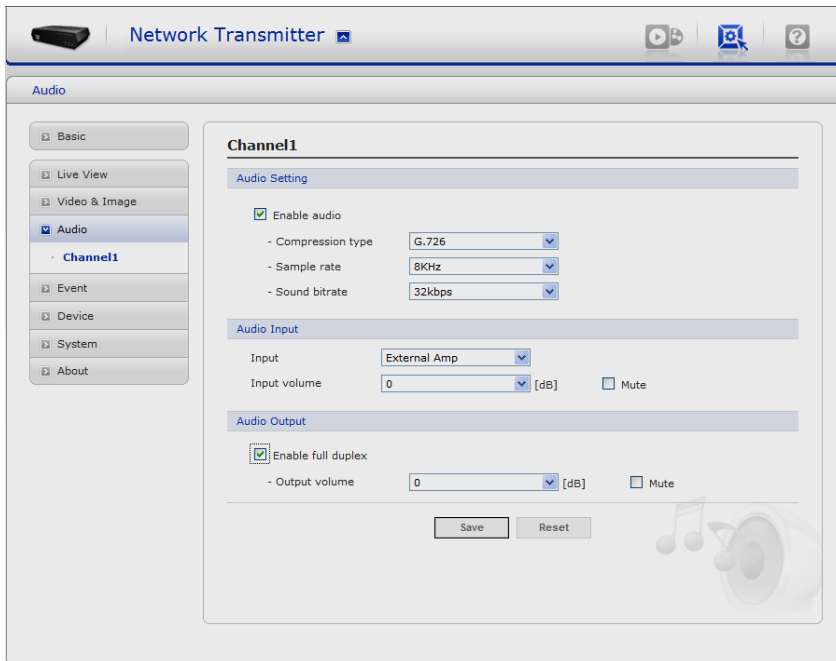 Network Transmitter
?
Audio
Basic
Live View
Video & Image
Audio
· Channel1
Event
Device
System
About
Channel1
Audio Setting
Enable audio
- Compression type G.726
- Sample rate 8KHz
- Sound bitrate 32kbps
Audio Input
Input External Amp
Input volume 0 [dB] Mute
Audio Output
Enable full duplex
- Output volume 0 [dB] Mute
Save Reset